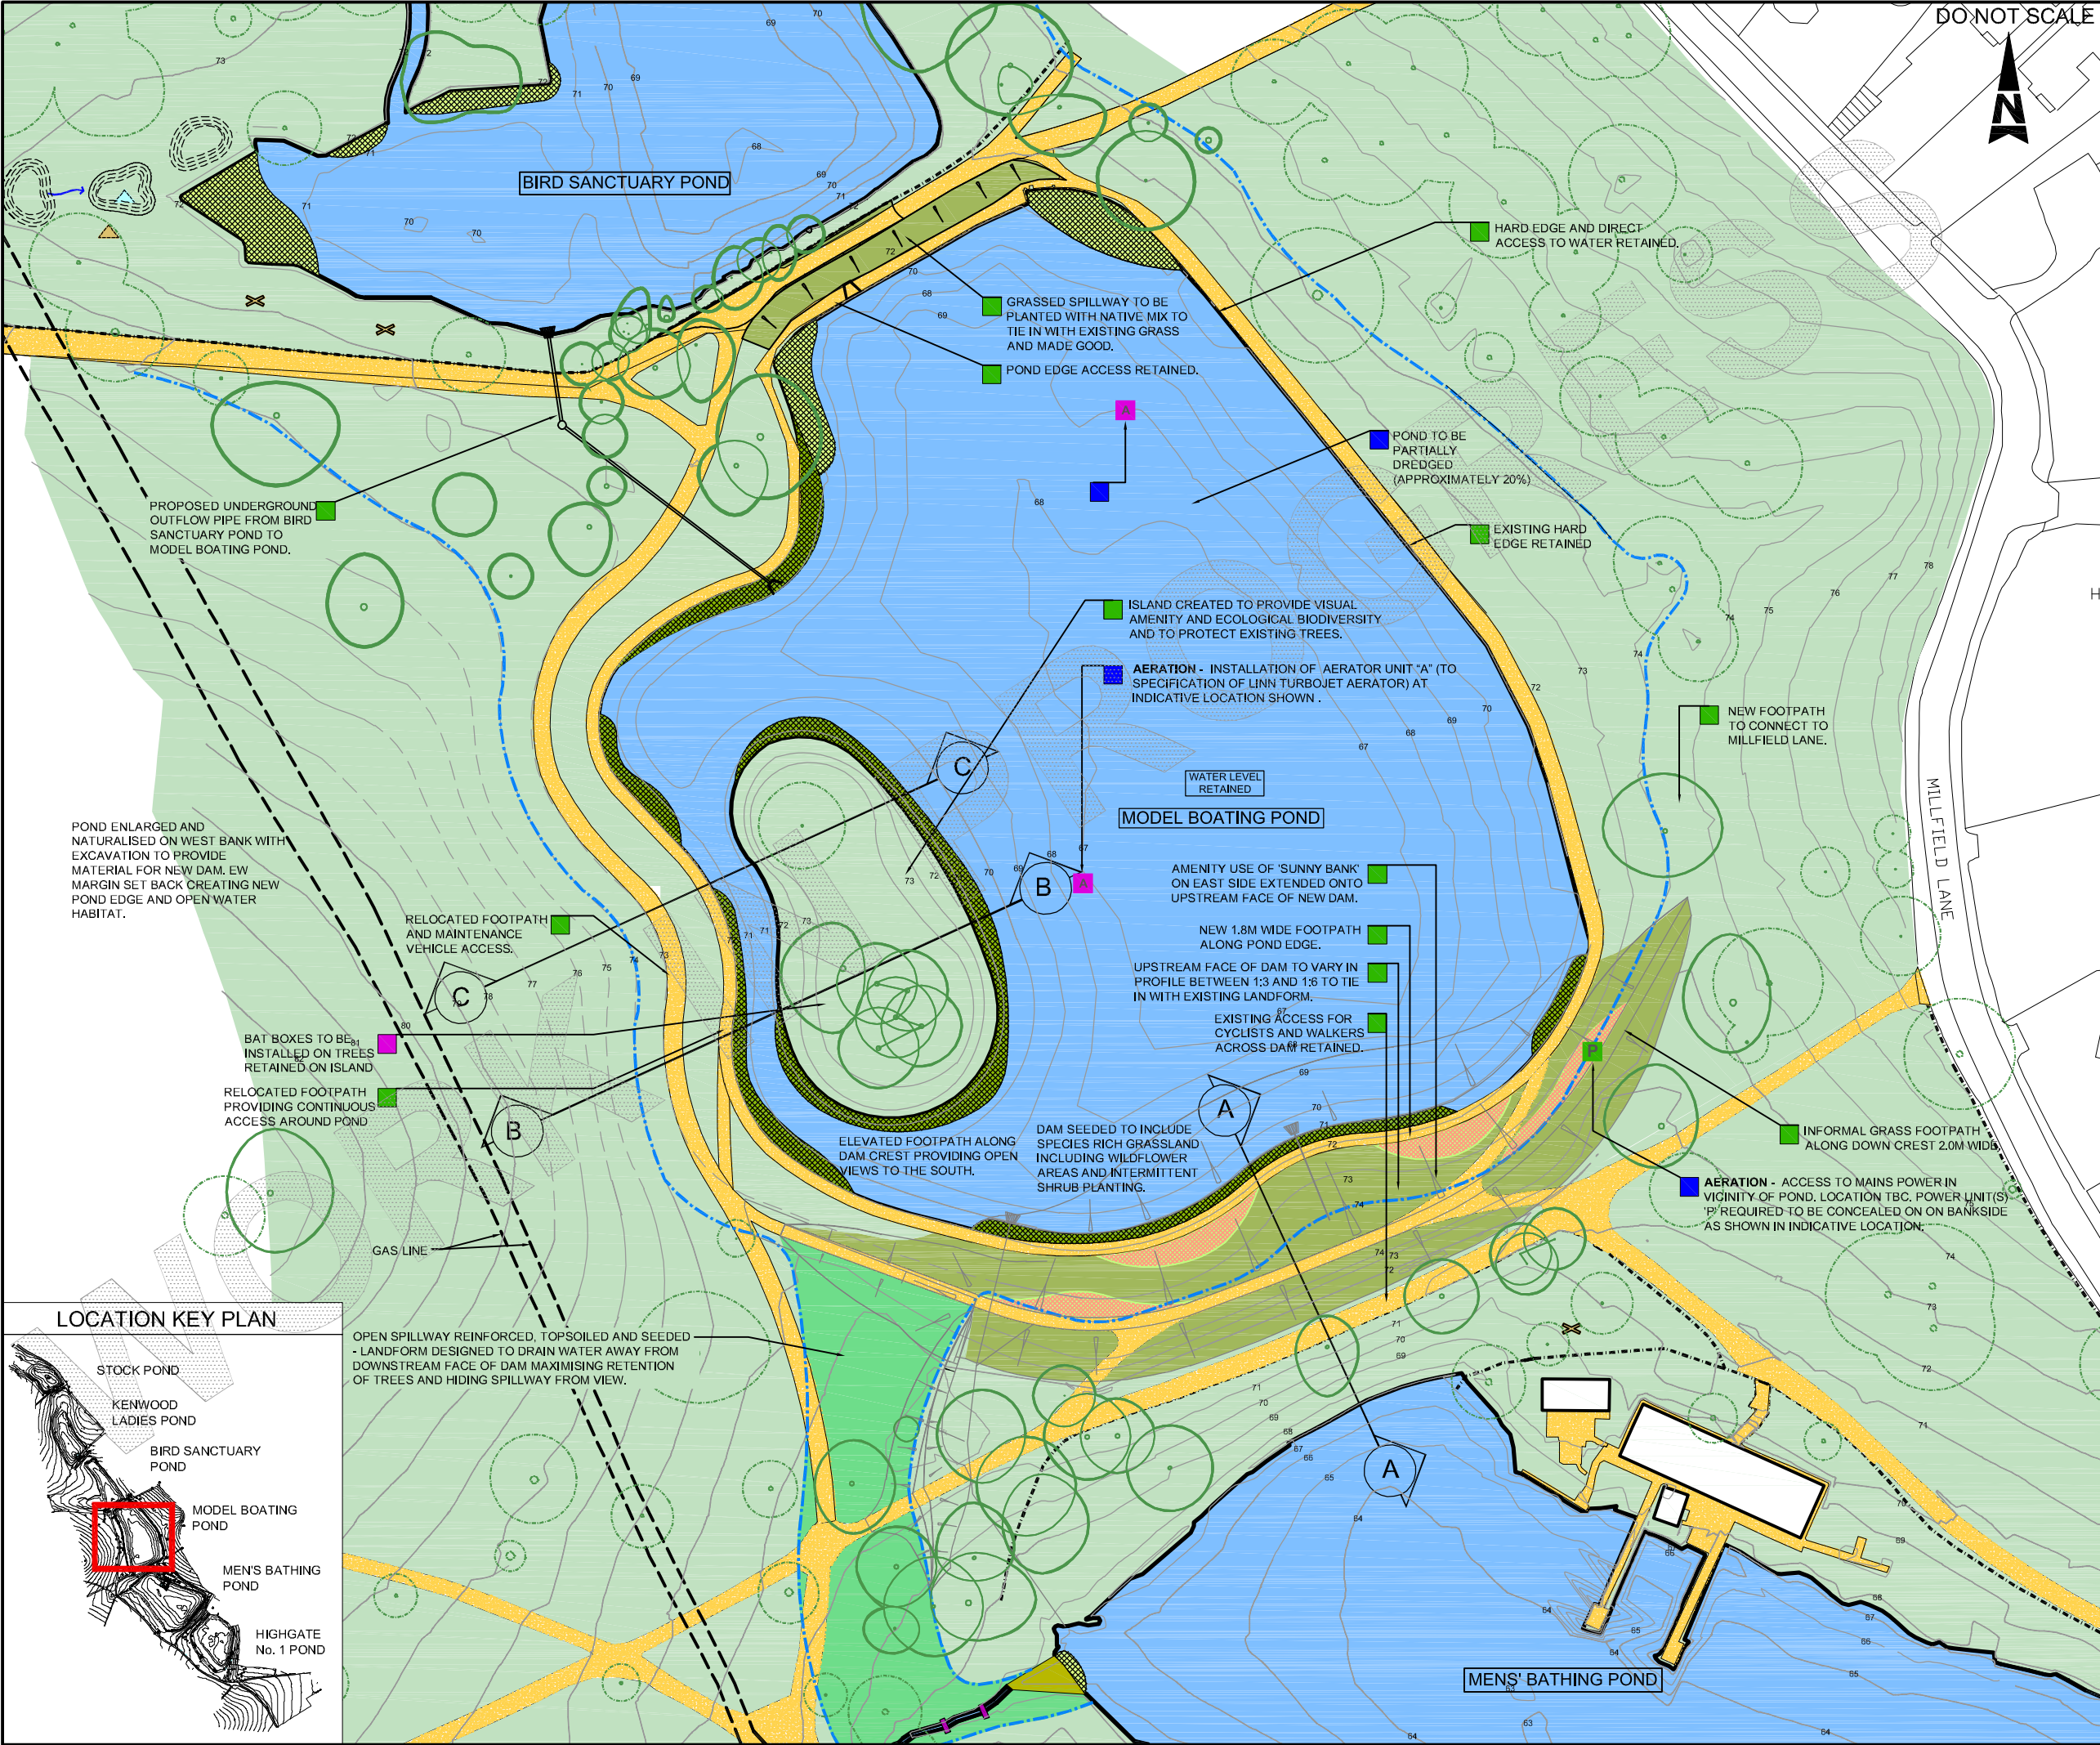 DO NOT SCALE
N
BIRD SANCTUARY POND
HARD EDGE AND DIRECT
ACCESS TO WATER RETAINED.
GRASSED SPILLWAY TO BE
PLANTED WITH NATIVE MIX TO
TIE IN WITH EXISTING GRASS
AND MADE GOOD.
POND EDGE ACCESS RETAINED.
A
POND TO BE
PARTIALLY
DREDGED
(APPROXIMATELY 20%)
PROPOSED UNDERGROUND
OUTFLOW PIPE FROM BIRD
SANCTUARY POND TO
MODEL BOATING POND.
EXISTING HARD
EDGE RETAINED
ISLAND CREATED TO PROVIDE VISUAL
AMENITY AND ECOLOGICAL BIODIVERSITY
AND TO PROTECT EXISTING TREES.
AERATION - INSTALLATION OF AERATOR UNIT "A" (TO
SPECIFICATION OF LINN TURBOJET AERATOR) AT
INDICATIVE LOCATION SHOWN .
NEW FOOTPATH
TO CONNECT TO
MILLFIELD LANE.
C
WATER LEVEL
RETAINED
MODEL BOATING POND
MILLFIELD LANE
POND ENLARGED AND
NATURALISED ON WEST BANK WITH
EXCAVATION TO PROVIDE
MATERIAL FOR NEW DAM. EW
MARGIN SET BACK CREATING NEW
POND EDGE AND OPEN WATER
HABITAT.
B
A
AMENITY USE OF 'SUNNY BANK'
ON EAST SIDE EXTENDED ONTO
UPSTREAM FACE OF NEW DAM.
RELOCATED FOOTPATH
AND MAINTENANCE
VEHICLE ACCESS.
NEW 1.8M WIDE FOOTPATH
ALONG POND EDGE.
UPSTREAM FACE OF DAM TO VARY IN
PROFILE BETWEEN 1:3 AND 1:6 TO TIE
IN WITH EXISTING LANDFORM.
C
EXISTING ACCESS FOR
CYCLISTS AND WALKERS
ACROSS DAM RETAINED.
P
BAT BOXES TO BE
INSTALLED ON TREES
RETAINED ON ISLAND
RELOCATED FOOTPATH
PROVIDING CONTINUOUS
ACCESS AROUND POND
B
A
ELEVATED FOOTPATH ALONG
DAM CREST PROVIDING OPEN
VIEWS TO THE SOUTH.
DAM SEEDED TO INCLUDE
SPECIES RICH GRASSLAND
INCLUDING WILDFLOWER
AREAS AND INTERMITTENT
SHRUB PLANTING.
INFORMAL GRASS FOOTPATH
ALONG DOWN CREST 2.0M WIDE
AERATION - ACCESS TO MAINS POWER IN
VICINITY OF POND. LOCATION TBC. POWER UNIT(S)
'P' REQUIRED TO BE CONCEALED ON ON BANKSIDE
AS SHOWN IN INDICATIVE LOCATION.
GAS LINE
OPEN SPILLWAY REINFORCED, TOPSOILED AND SEEDED
- LANDFORM DESIGNED TO DRAIN WATER AWAY FROM
DOWNSTREAM FACE OF DAM MAXIMISING RETENTION
OF TREES AND HIDING SPILLWAY FROM VIEW.
A
MENS' BATHING POND
LOCATION KEY PLAN
STOCK POND
KENWOOD
LADIES POND
BIRD SANCTUARY
POND
MODEL BOATING
POND
MEN'S BATHING
POND
HIGHGATE
No. 1 POND
WORK IN PROGRESS